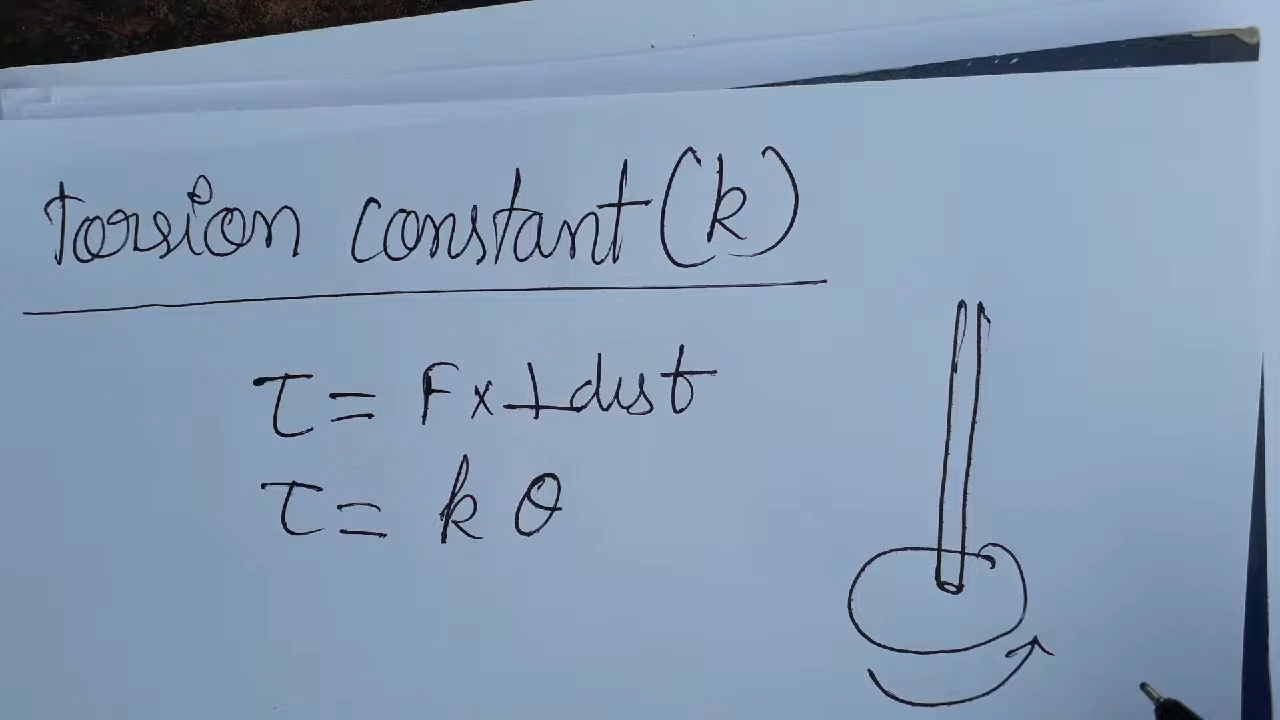 Torsion constant (k)
τ = F x ⊥ dist
τ = k θ